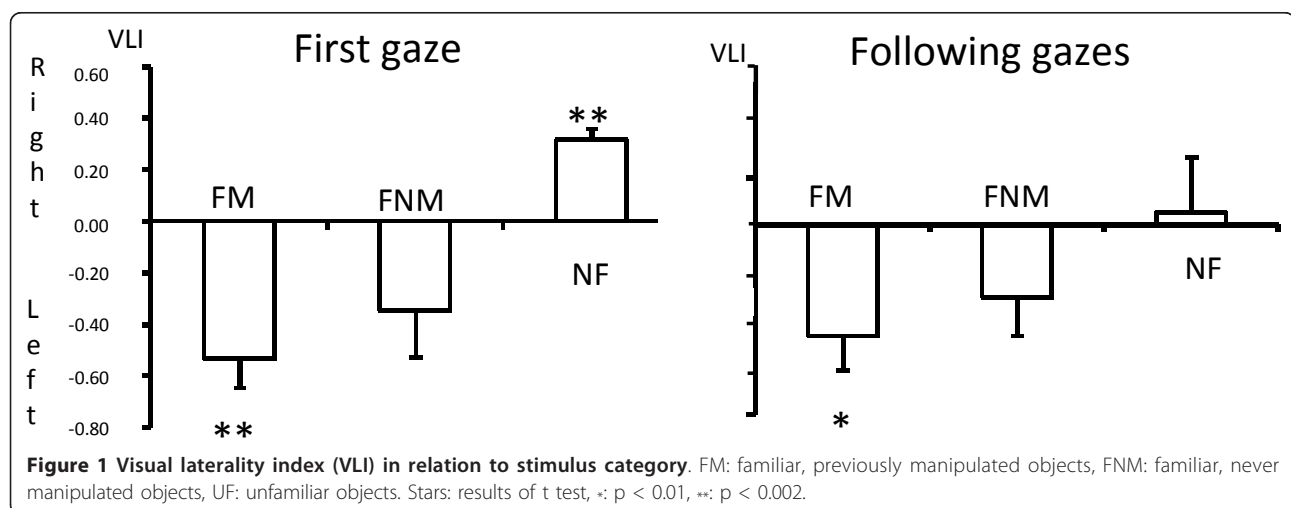 VLI
First gaze
Right
Left
0.60
0.40
0.20
0.00
-0.20
-0.40
-0.60
-0.80
FM
FNM
NF
**
**
VLI
Following gazes
FM
FNM
NF
*
Figure 1 Visual laterality index (VLI) in relation to stimulus category. FM: familiar, previously manipulated objects, FNM: familiar, never
manipulated objects, UF: unfamiliar objects. Stars: results of t test, *: p < 0.01, **: p < 0.002.